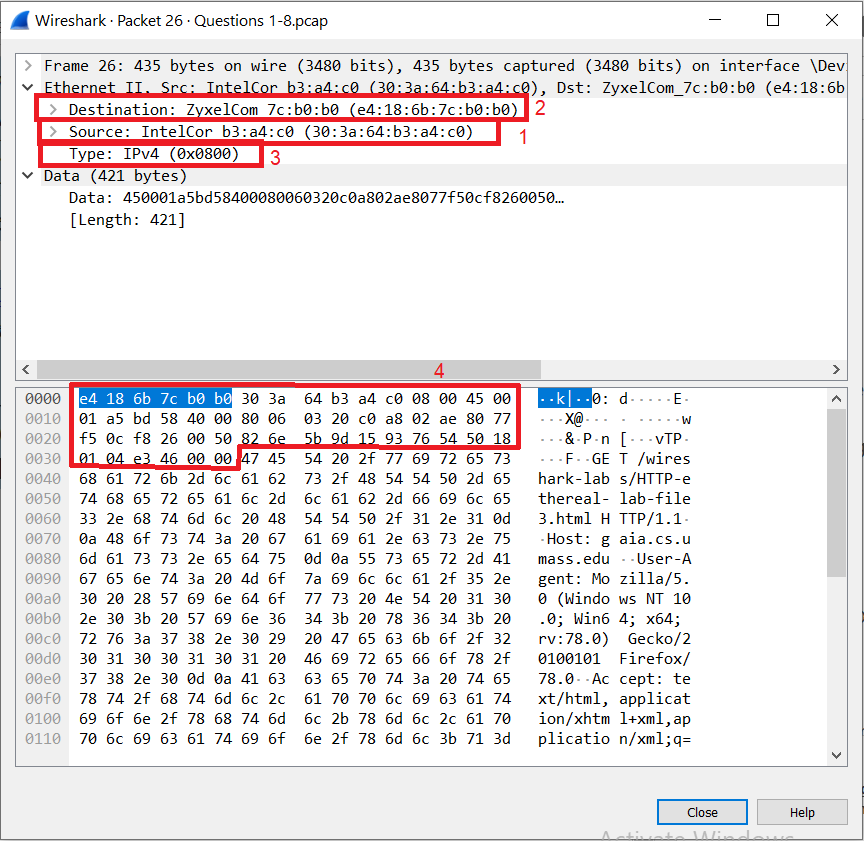 Wireshark · Packet 26 · Questions 1-8.pcap
Frame 26: 435 bytes on wire (3480 bits), 435 bytes captured (3480 bits) on interface \Dev
Ethernet II, Src: IntelCor_b3:a4:c0 (30:3a:64:b3:a4:c0), Dst: ZyxelCom_7c:b0:b0 (e4:18:6b
Destination: ZyxelCom_7c:b0:b0 (e4:18:6b:7c:b0:b0) 2
Source: IntelCor_b3:a4:c0 (30:3a:64:b3:a4:c0) 1
Type: IPv4 (0x0800) 3
Data (421 bytes)
Data: 450001a5bd58400080060320c0a802ae8077f50cf8260050…
[Length: 421]
4
0000 e4 18 6b 7c b0 b0 30 3a 64 b3 a4 c0 08 00 45 00 ··k|··0: d·····E·
0010 01 a5 bd 58 40 00 80 06 03 20 c0 a8 02 ae 80 77 ···X@··· · ·····w
0020 f5 0c f8 26 00 50 82 6e 5b 9d 15 93 76 54 50 18 ···&·P·n [···vTP·
0030 01 04 e3 46 00 00 47 45 54 20 2f 77 69 72 65 73 ···F··GE T /wires
0040 68 61 72 6b 2d 6c 61 62 73 2f 48 54 54 50 2d 65 hark-lab s/HTTP-e
0050 74 68 65 72 65 61 6c 2d 6c 61 62 2d 66 69 6c 65 thereal- lab-file
0060 33 2e 68 74 6d 6c 20 48 54 54 50 2f 31 2e 31 0d 3.html H TTP/1.1·
0070 0a 48 6f 73 74 3a 20 67 61 69 61 2e 63 73 2e 75 ·Host: g aia.cs.u
0080 6d 61 73 73 2e 65 64 75 0d 0a 55 73 65 72 2d 41 mass.edu ··User-A
0090 67 65 6e 74 3a 20 4d 6f 7a 69 6c 6c 61 2f 35 2e gent: Mo zilla/5.
00a0 30 20 28 57 69 6e 64 6f 77 73 20 4e 54 20 31 30 0 (Windo ws NT 10
00b0 2e 30 3b 20 57 69 6e 36 34 3b 20 78 36 34 3b 20 .0; Win6 4; x64;
00c0 72 76 3a 37 38 2e 30 29 20 47 65 63 6b 6f 2f 32 rv:78.0) Gecko/2
00d0 30 31 30 30 31 30 31 20 46 69 72 65 66 6f 78 2f 0100101 Firefox/
00e0 37 38 2e 30 0d 0a 41 63 63 65 70 74 3a 20 74 65 78.0··Ac cept: te
00f0 78 74 2f 68 74 6d 6c 2c 61 70 70 6c 69 63 61 74 xt/html, applicat
0100 69 6f 6e 2f 78 68 74 6d 6c 2b 78 6d 6c 2c 61 70 ion/xhtm l+xml,ap
0110 70 6c 69 63 61 74 69 6f 6e 2f 78 6d 6c 3b 71 3d plicatio n/xml;q=
Close Help
Activate Windows